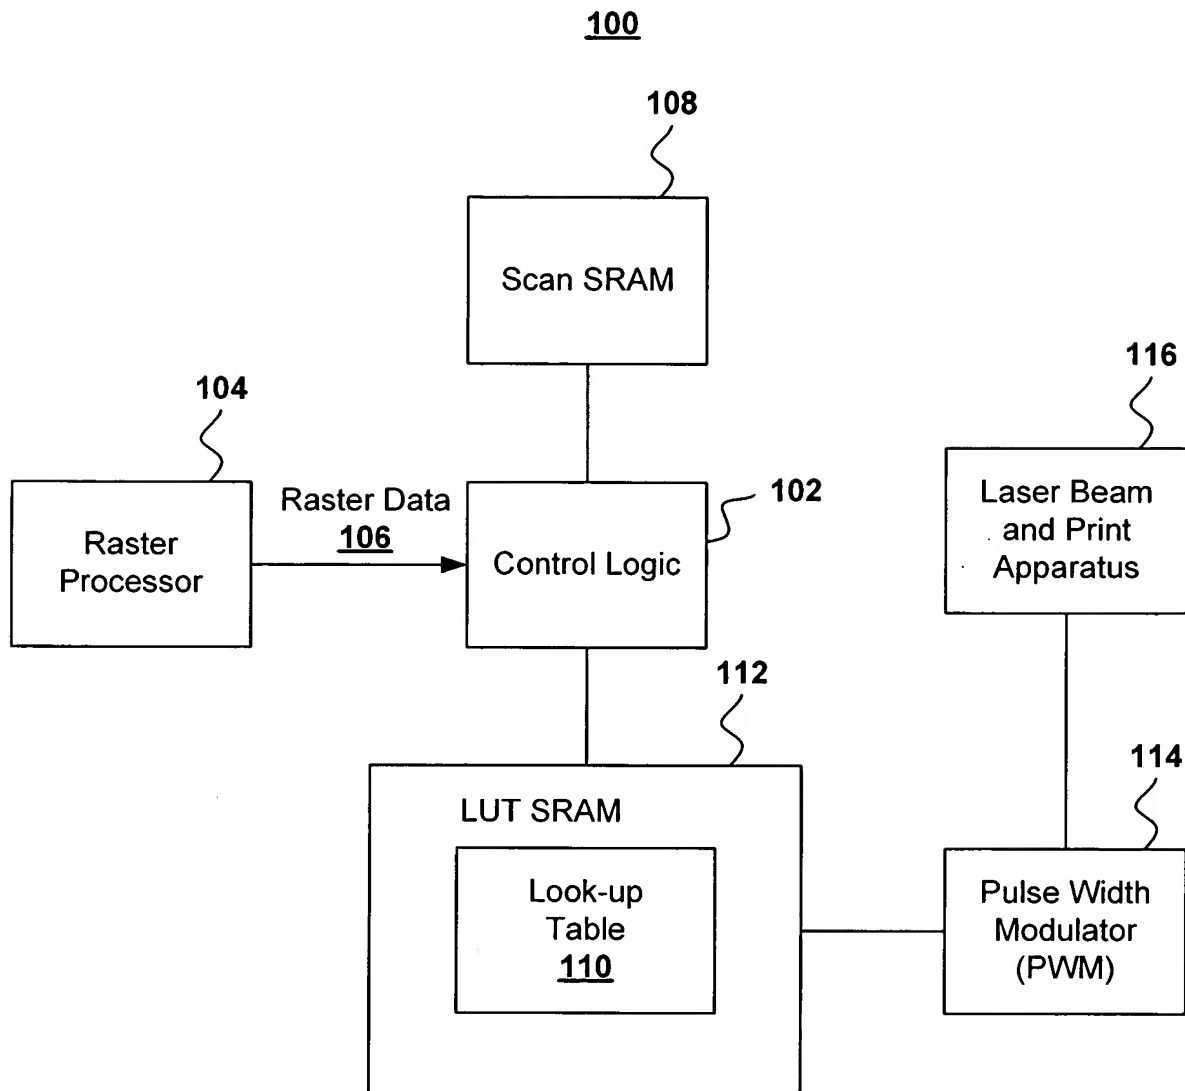 100
108
Scan SRAM
104
116
Raster
Processor
Raster Data
106
102
Control Logic
Laser Beam
and Print
Apparatus
112
114
LUT SRAM
Look-up
Table
110
Pulse Width
Modulator
(PWM)